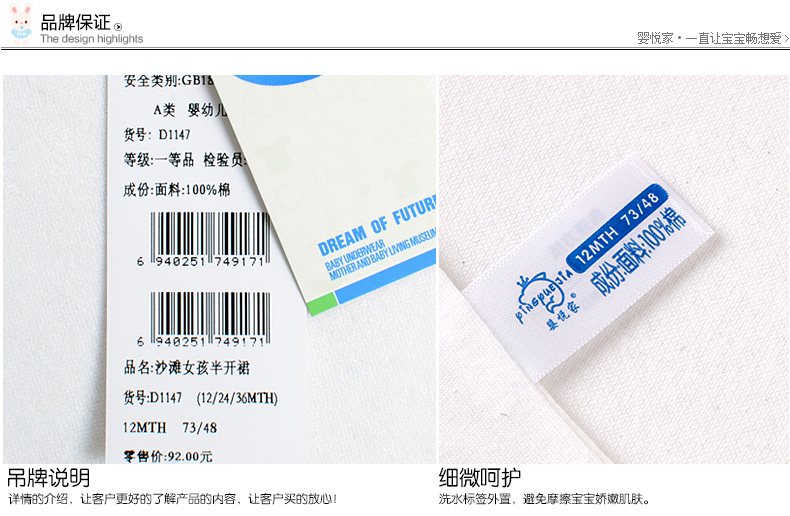 品牌保证
The design highlights
婴悦家·一直让宝宝畅想爱
安全类别:GB18
A类 婴幼儿
货号: D1147
等级:一等品 检验员:
成份:面料:100%棉
6 940251 749171
6 940251 749171
品名:沙滩女孩半开裙
货号:D1147 (12/24/36MTH)
12MTH 73/48
零售价:92.00元
DREAM OF FUTURE
BABY UNDERWEAR
MOTHER AND BABY LIVING MUSEUM
12MTH 73/48
成份:面料:100%棉
婴悦家
吊牌说明
详情的介绍,让客户更好的了解产品的内容,让客户买的放心!
细微呵护
洗水标签外置,避免摩擦宝宝娇嫩肌肤。